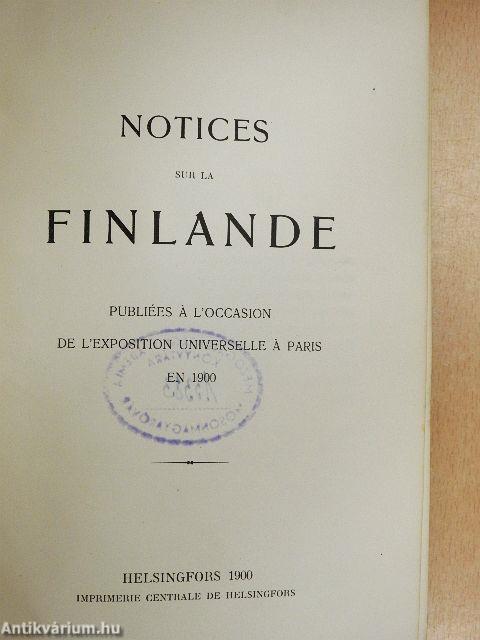 NOTICES
SUR LA
FINLANDE
PUBLIÉES À L'OCCASION
DE L'EXPOSITION UNIVERSELLE À PARIS
EN 1900
HELSINGFORS 1900
IMPRIMERIE CENTRALE DE HELSINGFORS
Antikvárium.hu